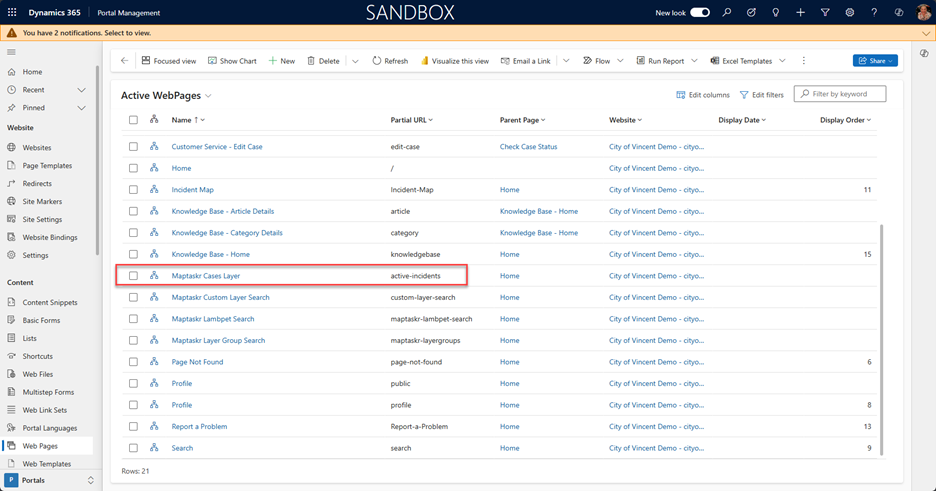 Dynamics 365 Portal Management SANDBOX New look
You have 2 notifications. Select to view.
Focused view Show Chart New Delete Refresh Visualize this view Email a Link Flow Run Report Excel Templates Share
Home
Recent
Pinned
Website
Websites
Page Templates
Redirects
Site Markers
Site Settings
Website Bindings
Settings
Content
Content Snippets
Basic Forms
Lists
Shortcuts
Web Files
Multistep Forms
Web Link Sets
Portal Languages
Web Pages
Web Templates
P Portals
Active WebPages Edit columns Edit filters Filter by keyword
Name ↑ Partial URL Parent Page Website Display Date Display Order
Customer Service - Edit Case edit-case Check Case Status City of Vincent Demo - cityo...
Home / City of Vincent Demo - cityo...
Incident Map Incident-Map Home City of Vincent Demo - cityo... 11
Knowledge Base - Article Details article Knowledge Base - Home City of Vincent Demo - cityo...
Knowledge Base - Category Details category Knowledge Base - Home City of Vincent Demo - cityo...
Knowledge Base - Home knowledgebase Home City of Vincent Demo - cityo... 15
Maptaskr Cases Layer active-incidents Home City of Vincent Demo - cityo...
Maptaskr Custom Layer Search custom-layer-search Home City of Vincent Demo - cityo...
Maptaskr Lambpet Search maptaskr-lambpet-search Home City of Vincent Demo - cityo...
Maptaskr Layer Group Search maptaskr-layergroups Home City of Vincent Demo - cityo...
Page Not Found page-not-found Home City of Vincent Demo - cityo... 6
Profile public Home City of Vincent Demo - cityo...
Profile profile Home City of Vincent Demo - cityo... 8
Report a Problem Report-a-Problem Home City of Vincent Demo - cityo... 13
Search search Home City of Vincent Demo - cityo... 9
Rows: 21